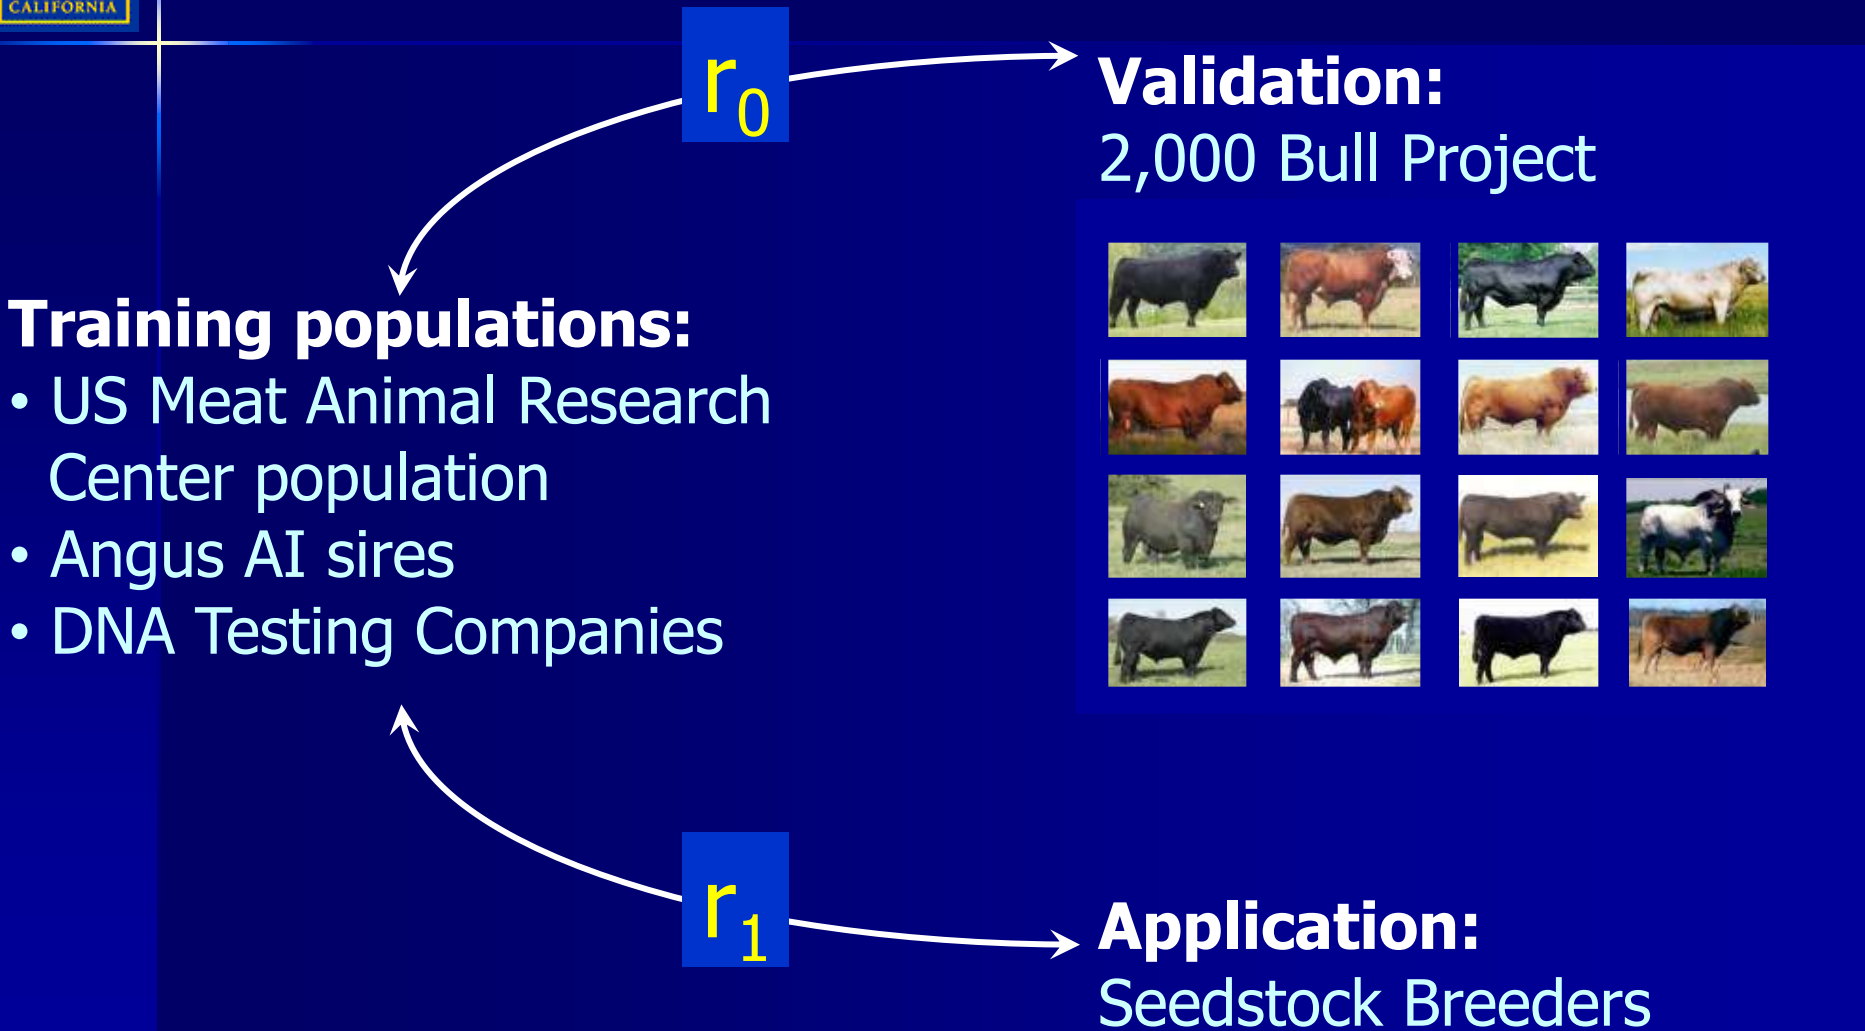 CALIFORNIA
r₀
Validation:
2,000 Bull Project
Training populations:
• US Meat Animal Research
Center population
• Angus AI sires
• DNA Testing Companies
r₁
Application:
Seedstock Breeders